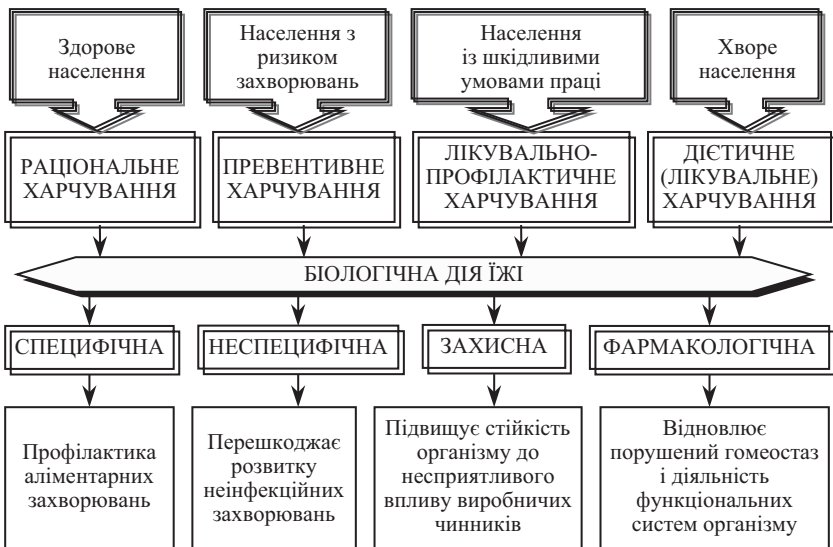 Здорове
населення
Населення з
ризиком
захворювань
Населення
із шкідливими
умовами праці
Хворе
населення
РАЦІОНАЛЬНЕ
ХАРЧУВАННЯ
ПРЕВЕНТИВНЕ
ХАРЧУВАННЯ
ЛІКУВАЛЬНО-
ПРОФІЛАКТИЧНЕ
ХАРЧУВАННЯ
ДІЄТИЧНЕ
(ЛІКУВАЛЬНЕ)
ХАРЧУВАННЯ
БІОЛОГІЧНА ДІЯ ЇЖІ
СПЕЦИФІЧНА
НЕСПЕЦИФІЧНА
ЗАХИСНА
ФАРМАКОЛОГІЧНА
Профілактика
аліментарних
захворювань
Перешкоджає
розвитку
неінфекційних
захворювань
Підвищує стійкість
організму до
несприятливого
впливу виробничих
чинників
Відновлює
порушений гомеостаз
і діяльність
функціональних
систем організму